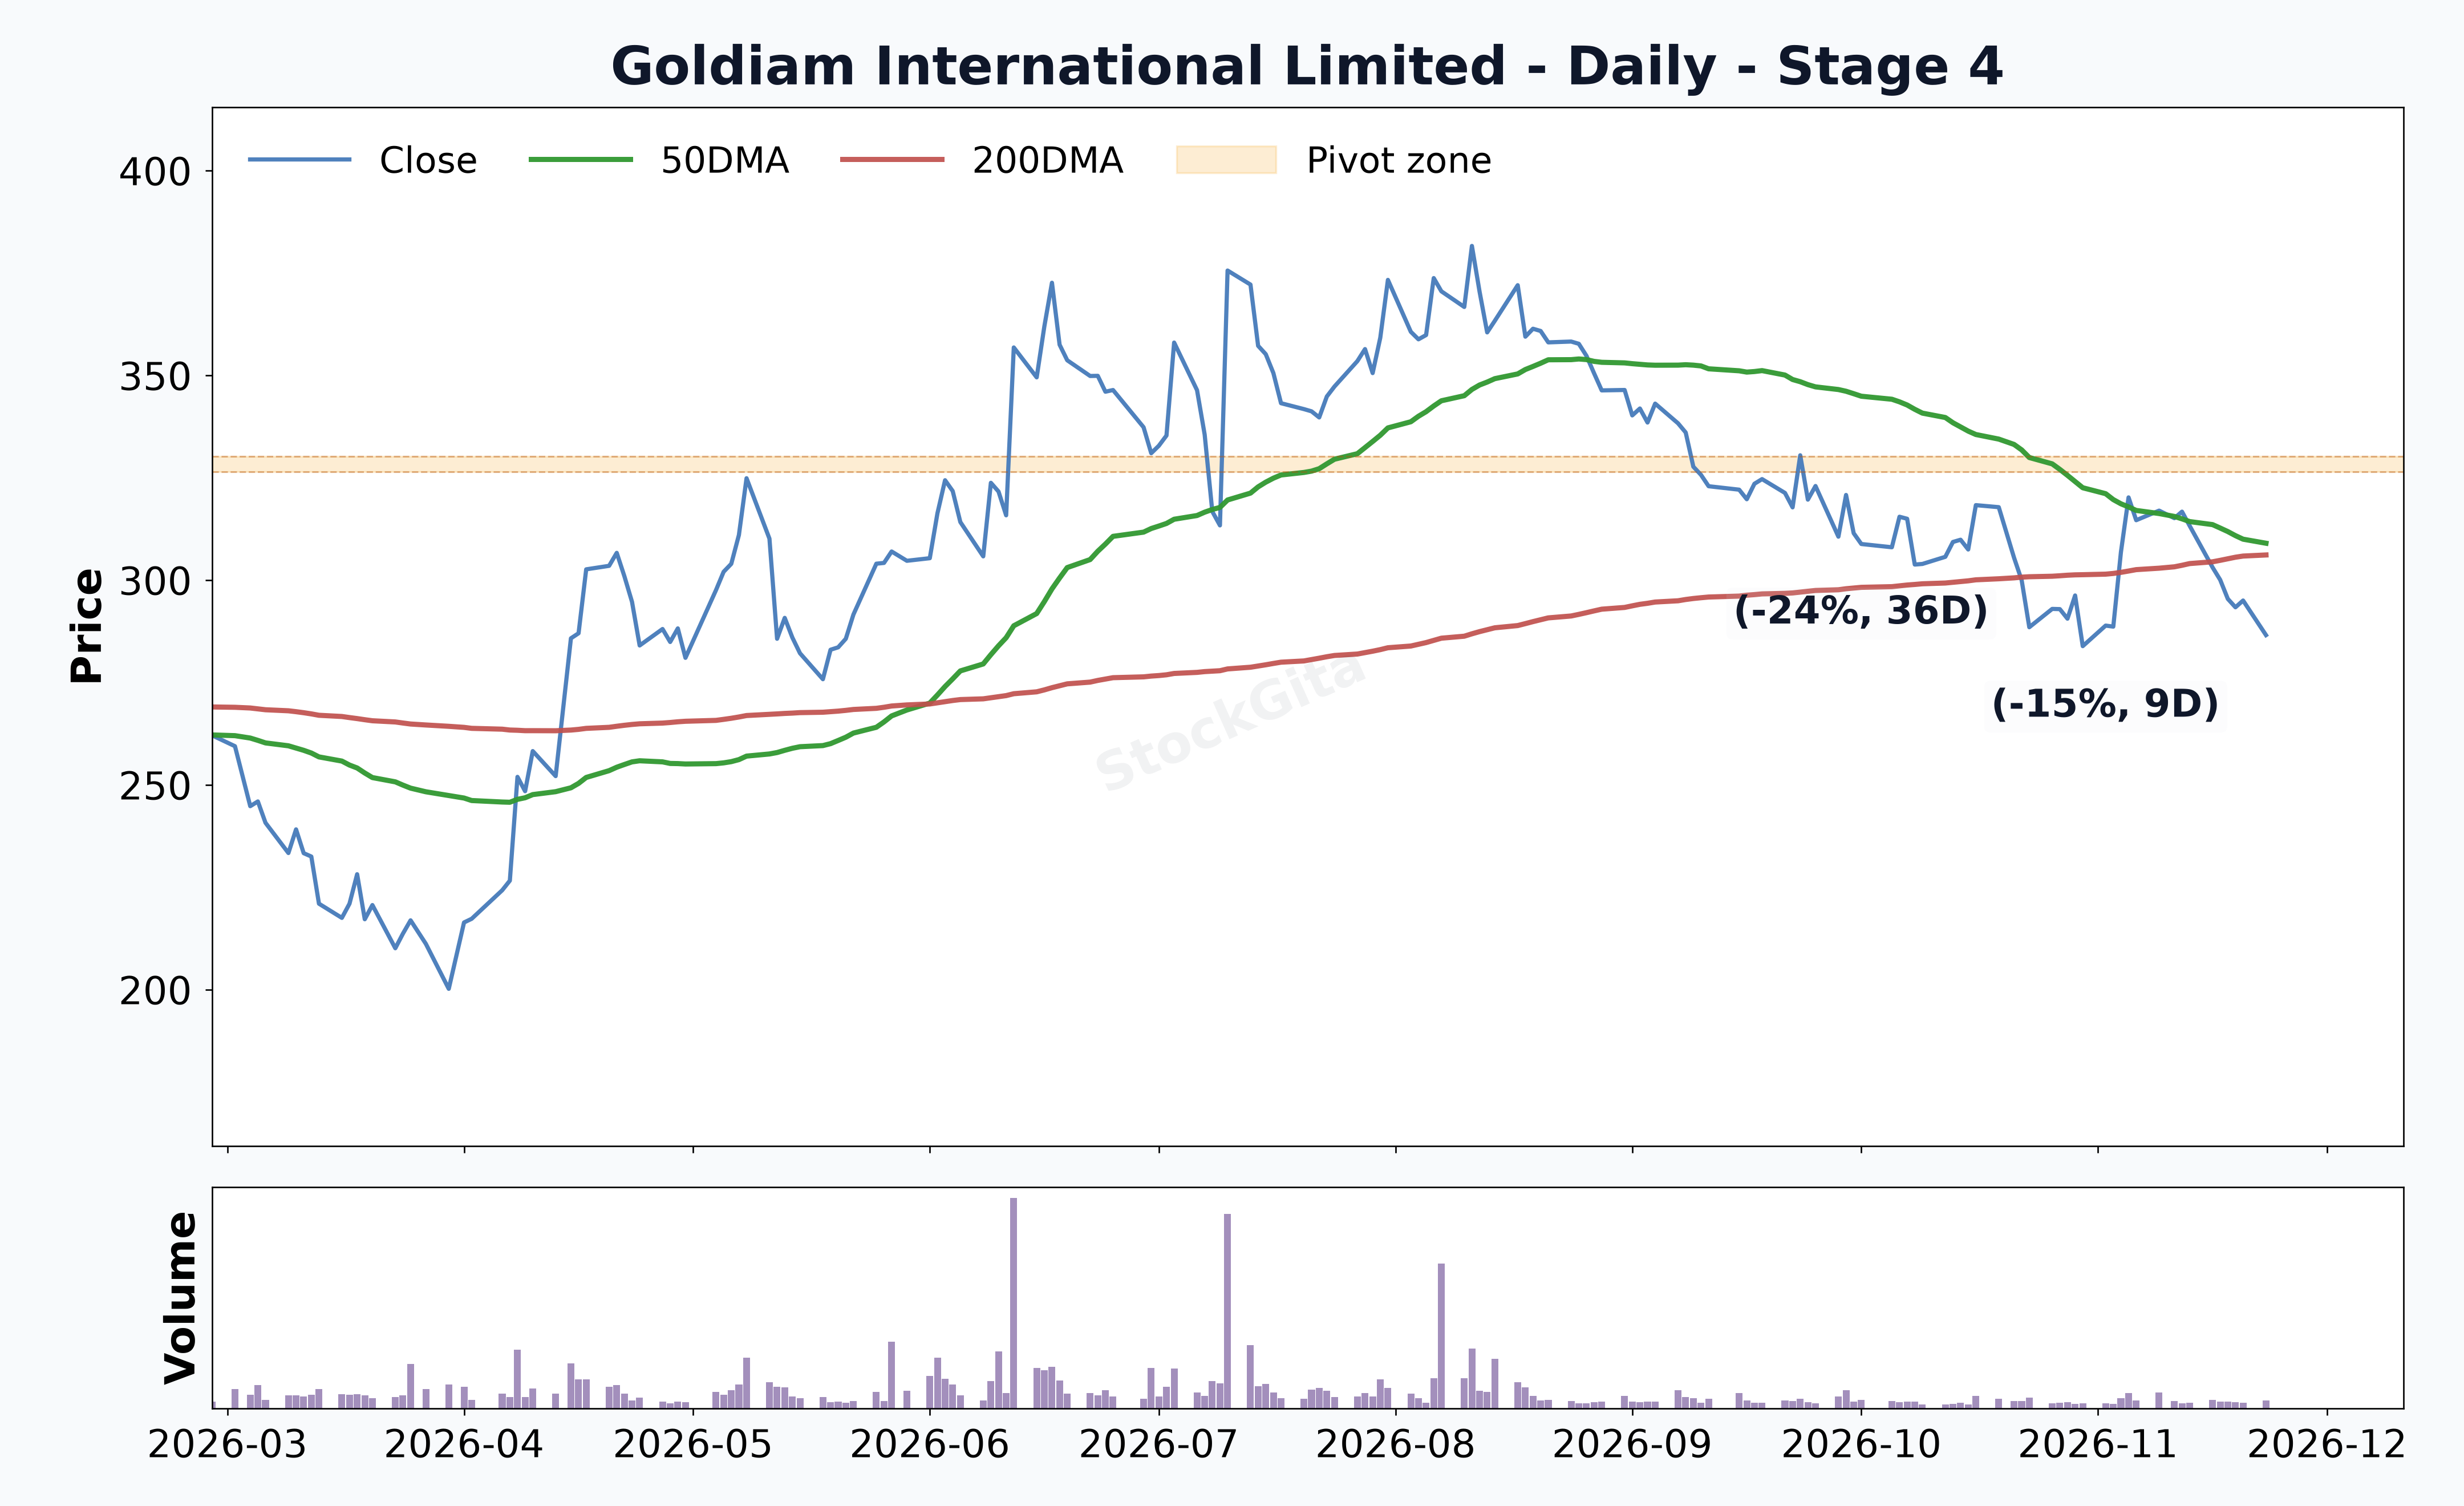 Goldiam International Limited - Daily - Stage 4
Close 50DMA 200DMA Pivot zone
400
350
300
250
200
Price
(-24%, 36D)
(-15%, 9D)
StockGita
Volume
2026-03 2026-04 2026-05 2026-06 2026-07 2026-08 2026-09 2026-10 2026-11 2026-12